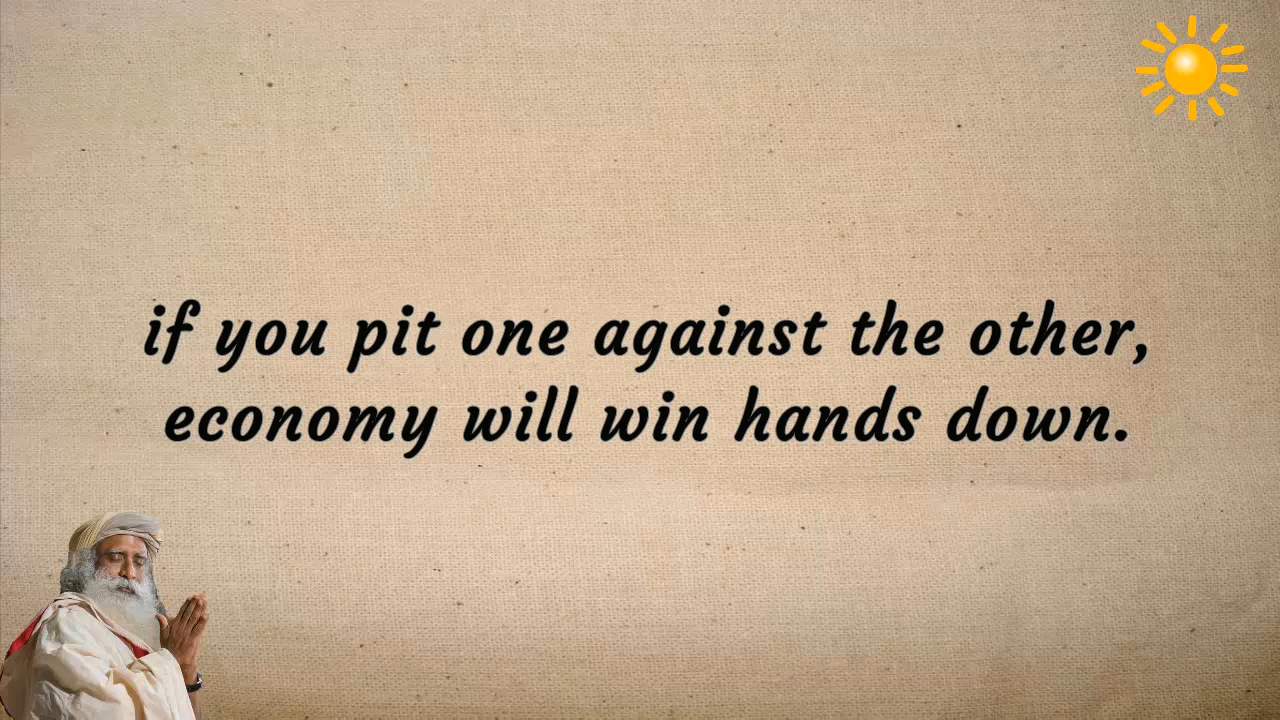 if you pit one against the other,
economy will win hands down.